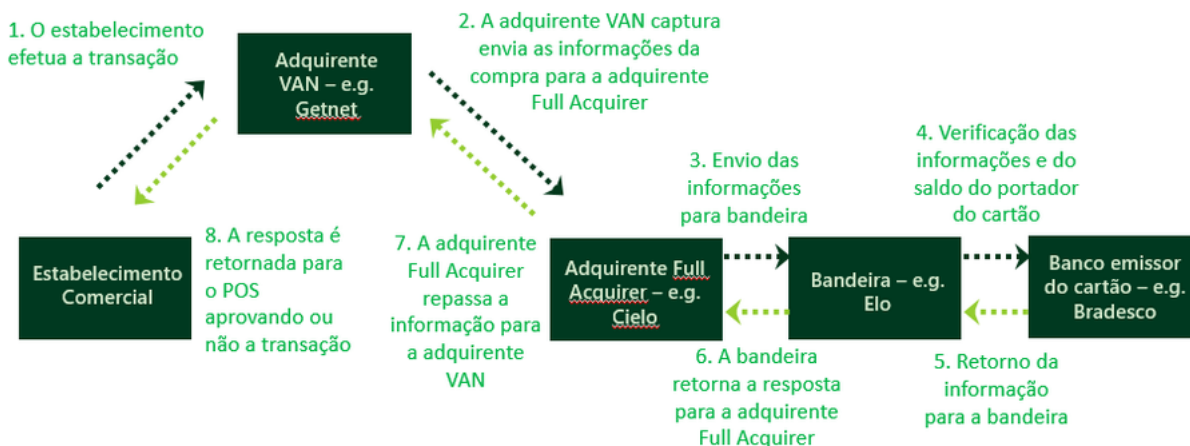 1. O estabelecimento
efetua a transação
Adquirente
VAN – e.g.
Getnet
2. A adquirente VAN captura
envia as informações da
compra para a adquirente
Full Acquirer
3. Envio das
informações
para bandeira
4. Verificação das
informações e do
saldo do portador
do cartão
Estabelecimento
Comercial
8. A resposta é
retornada para
o POS
aprovando ou
não a transação
7. A adquirente
Full Acquirer
repassa a
informação para
a adquirente
VAN
Adquirente Full
Acquirer – e.g.
Cielo
Bandeira – e.g.
Elo
Banco emissor
do cartão – e.g.
Bradesco
6. A bandeira
retorna a resposta
para a adquirente
Full Acquirer
5. Retorno da
informação
para a bandeira